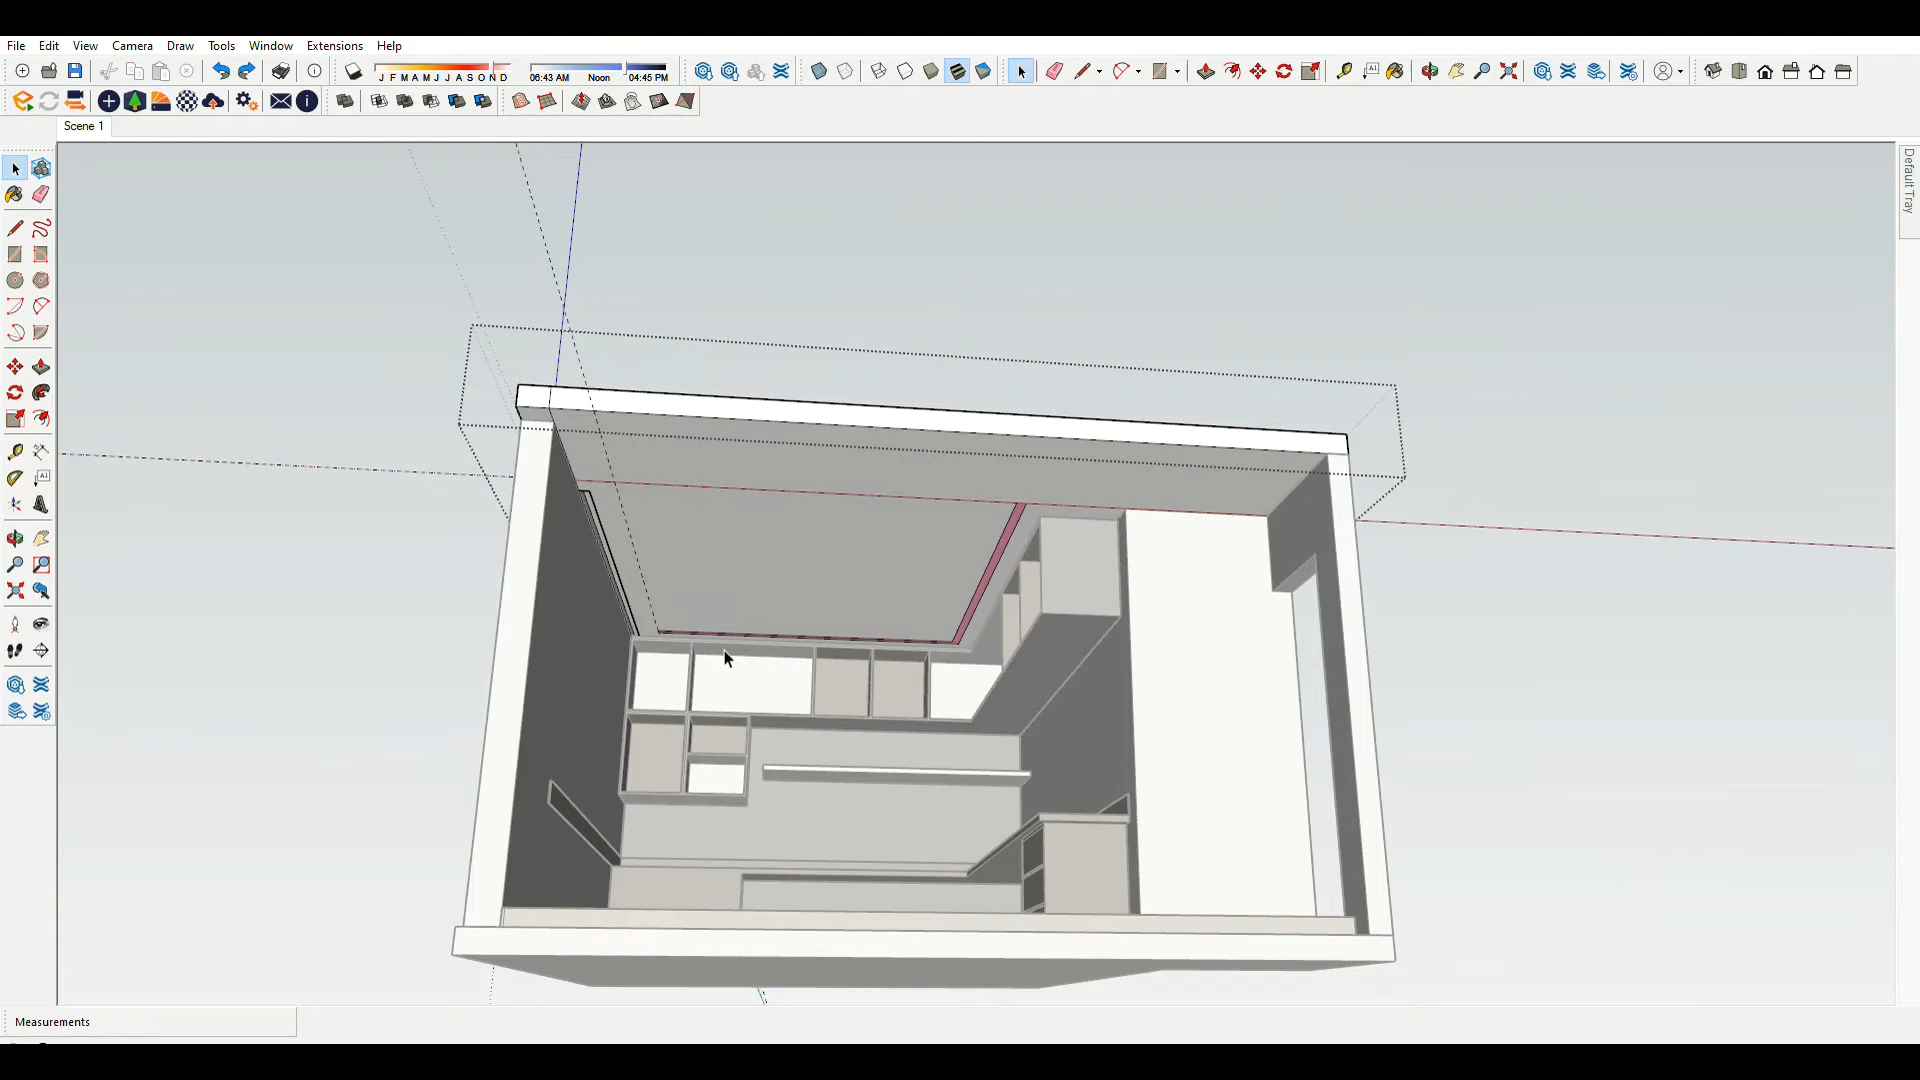 File Edit View Camera Draw Tools Window Extensions Help
J F M A M J J A S O N D 06:43 AM Noon 04:45 PM
Scene 1
Default Tray
Measurements